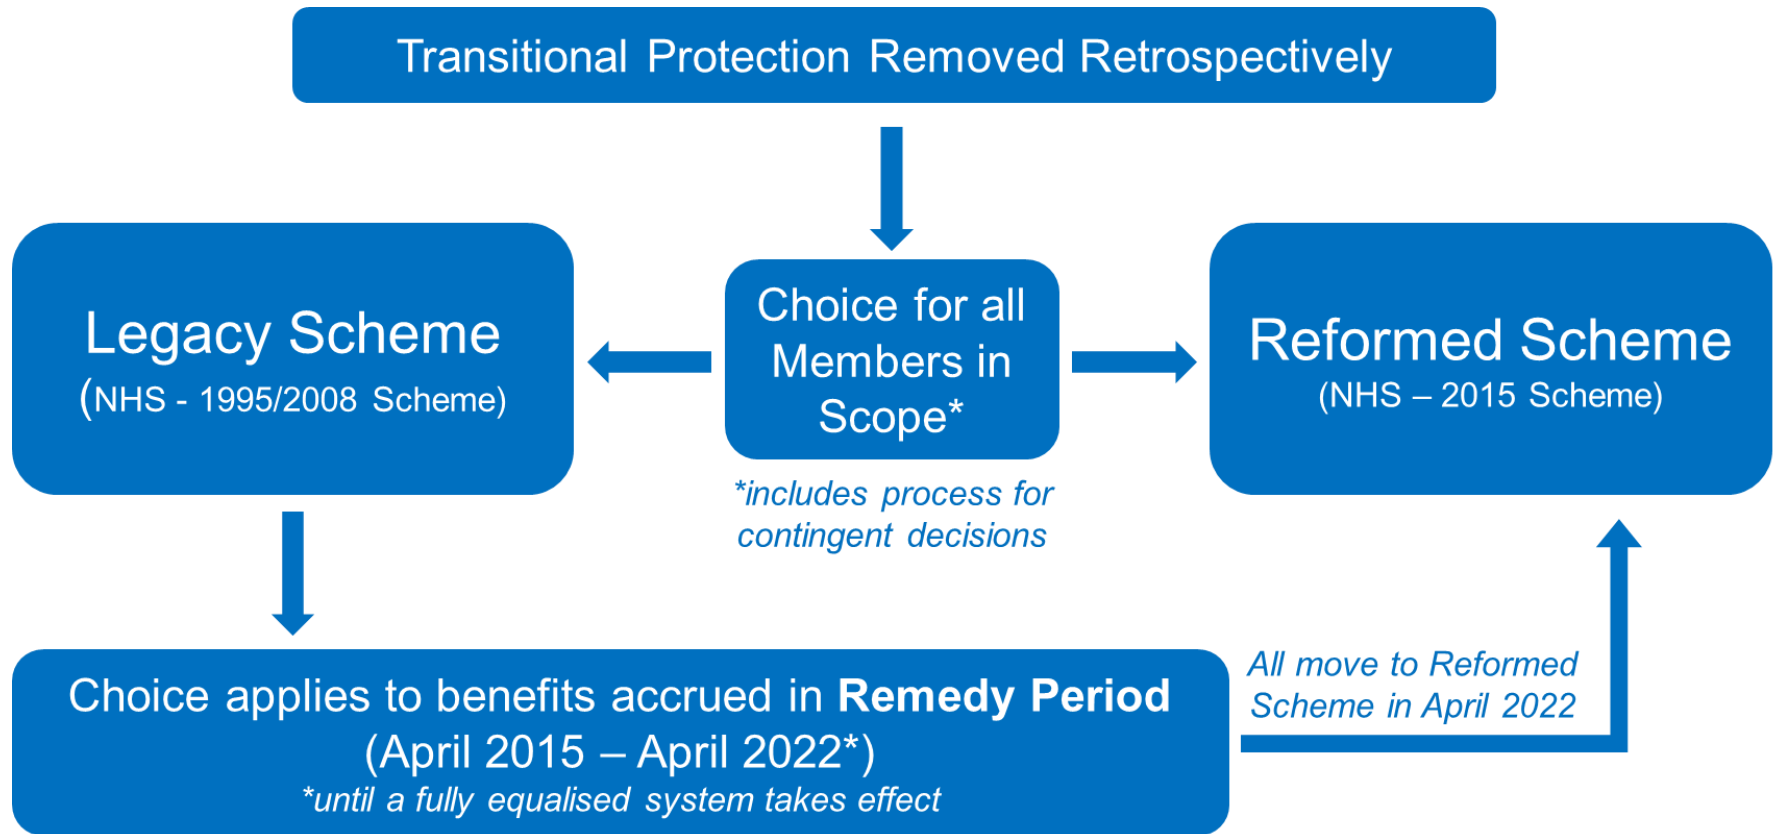 Transitional Protection Removed Retrospectively
Legacy Scheme
(NHS - 1995/2008 Scheme)
Choice for all
Members in
Scope*
*includes process for
contingent decisions
Reformed Scheme
(NHS – 2015 Scheme)
Choice applies to benefits accrued in Remedy Period
(April 2015 – April 2022*)
*until a fully equalised system takes effect
All move to Reformed
Scheme in April 2022